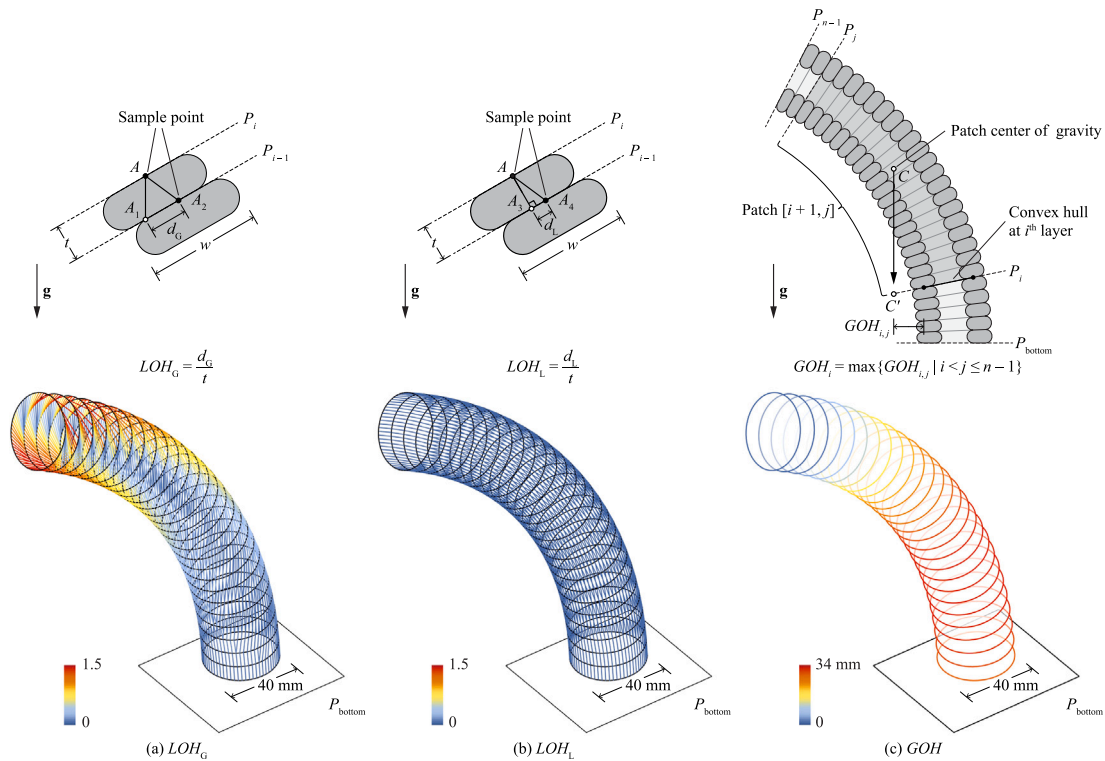 Sample point
P_i
P_{i-1}
A
A_1
A_2
d_G
t
w
g
LOH_G = d_G / t
1.5
0
40 mm
P_bottom
(a) LOH_G
Sample point
P_i
P_{i-1}
A
A_3
A_4
d_L
t
w
g
LOH_L = d_L / t
1.5
0
40 mm
P_bottom
(b) LOH_L
P_{n-1}
P_j
Patch center of gravity
C
Patch [i + 1, j]
Convex hull
at i^th layer
P_i
C′
g
GOH_{i,j}
P_bottom
GOH_i = max{GOH_{i,j} | i < j ≤ n − 1}
34 mm
0
40 mm
P_bottom
(c) GOH